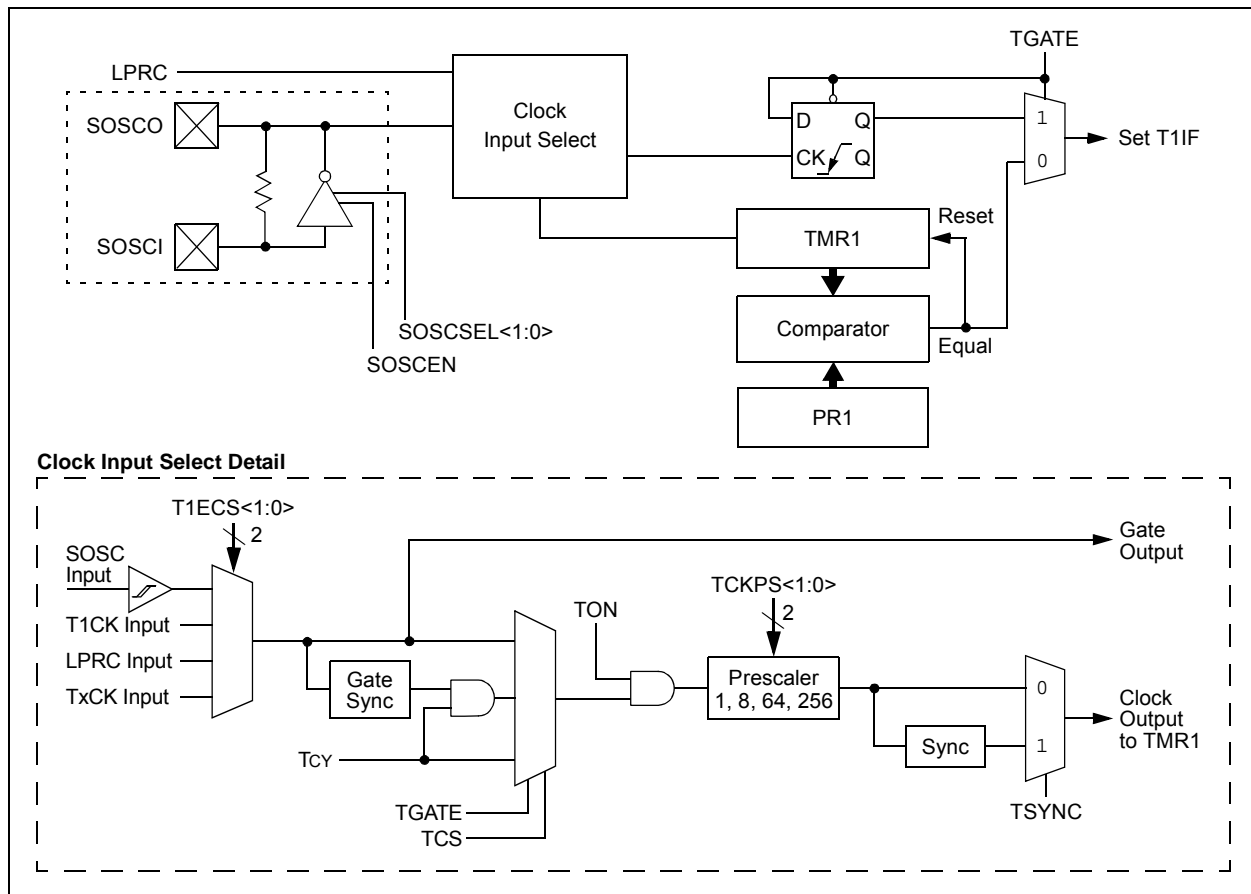 TGATE
LPRC
Clock
Input Select
SOSCO
D Q
CK Q
1
0
Set T1IF
SOSCI
Reset
TMR1
Comparator
Equal
SOSCSEL<1:0>
SOSCEN
PR1
Clock Input Select Detail
T1ECS<1:0>
2
SOSC
Input
T1CK Input
LPRC Input
TxCK Input
Gate
Output
TCKPS<1:0>
2
TON
Gate
Sync
Prescaler
1, 8, 64, 256
0
1
Clock
Output
to TMR1
Sync
TCY
TGATE
TCS
TSYNC